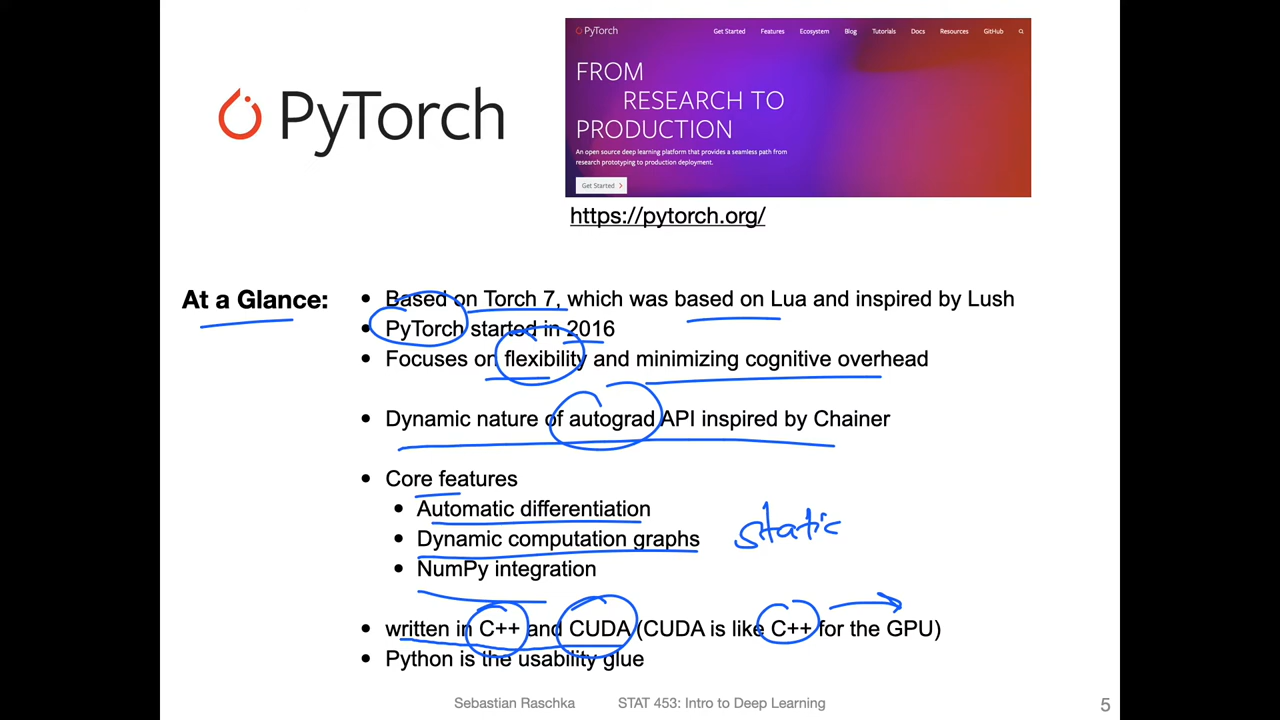 PyTorch
PyTorch Get Started Features Ecosystem Blog Tutorials Docs Resources GitHub
FROM
RESEARCH TO
PRODUCTION
An open source deep learning platform that provides a seamless path from
research prototyping to production deployment.
Get Started
https://pytorch.org/
At a Glance:
• Based on Torch 7, which was based on Lua and inspired by Lush
• PyTorch started in 2016
• Focuses on flexibility and minimizing cognitive overhead
• Dynamic nature of autograd API inspired by Chainer
• Core features
• Automatic differentiation
• Dynamic computation graphs
static
• NumPy integration
• written in C++ and CUDA (CUDA is like C++ for the GPU)
• Python is the usability glue
Sebastian Raschka STAT 453: Intro to Deep Learning 5